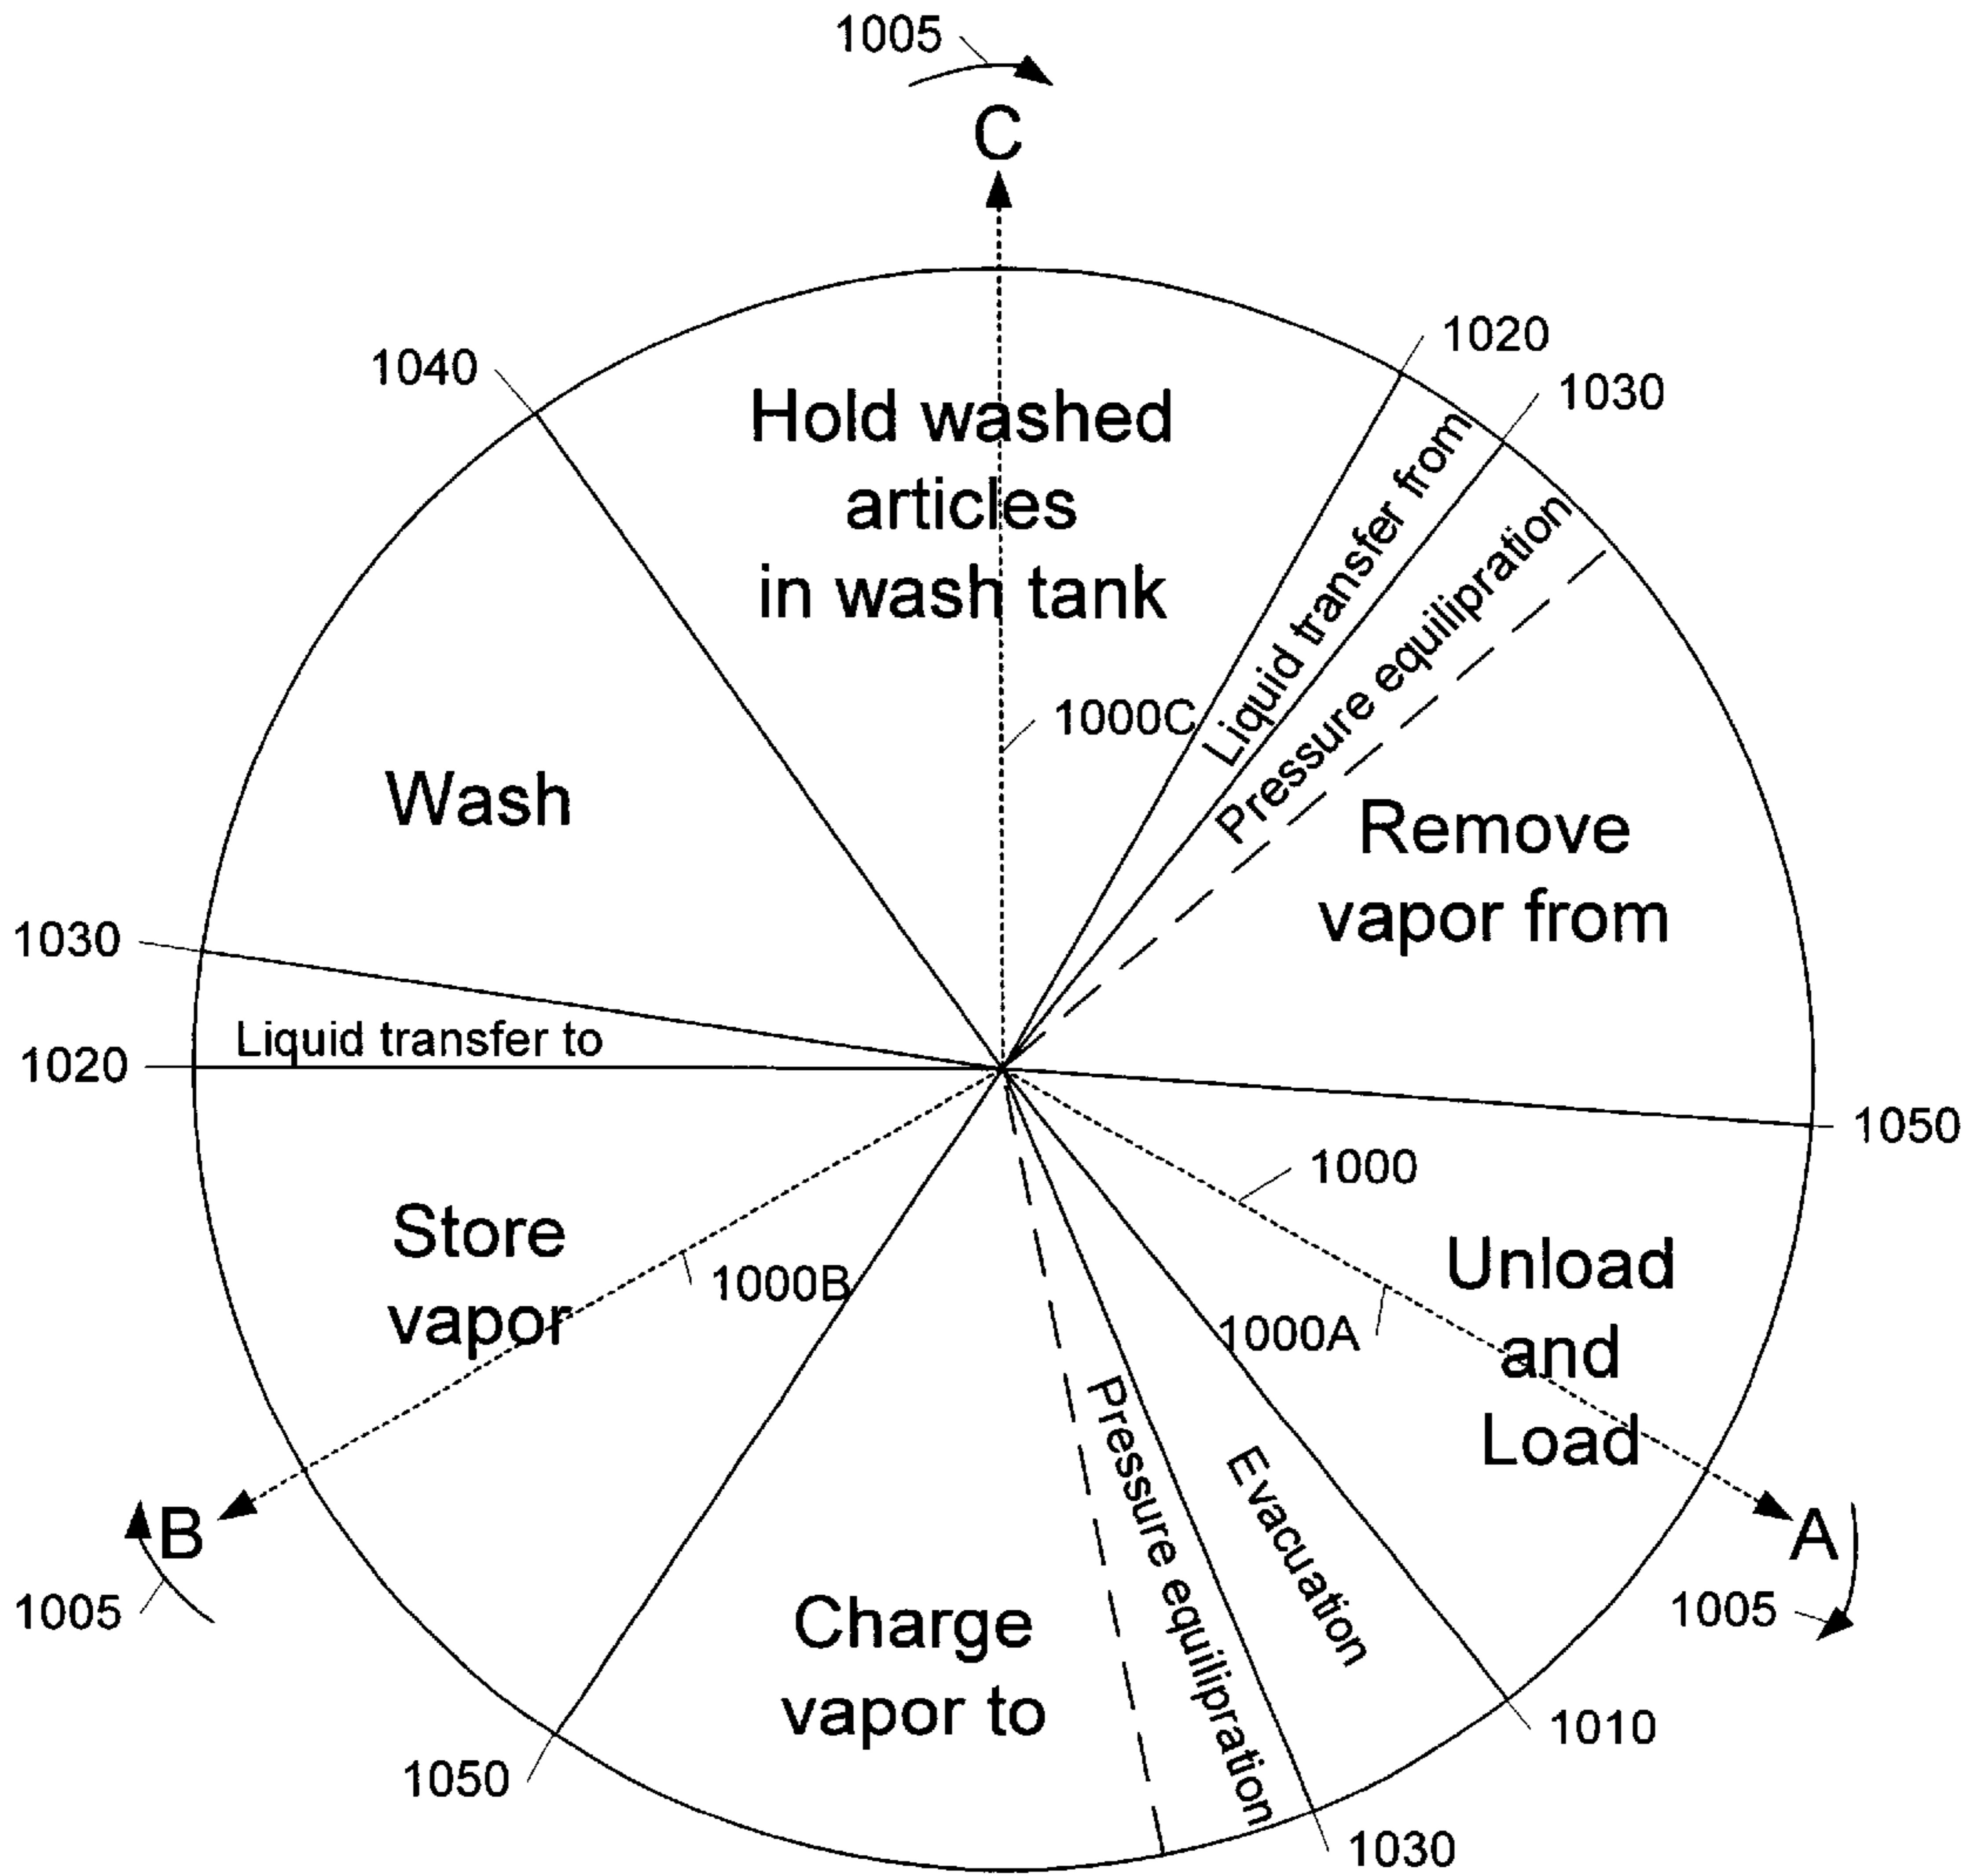 1005
C
1020
1040
1030
Hold washed
articles
in wash tank
Liquid transfer from
Pressure equilipration
1000C
Wash
Remove
vapor from
1030
Liquid transfer to
1020
1050
1000
Store
vapor
1000B
Unload
and
Load
1000A
Pressure equilipration
Evacuation
B
A
1005
1005
Charge
vapor to
1010
1050
1030